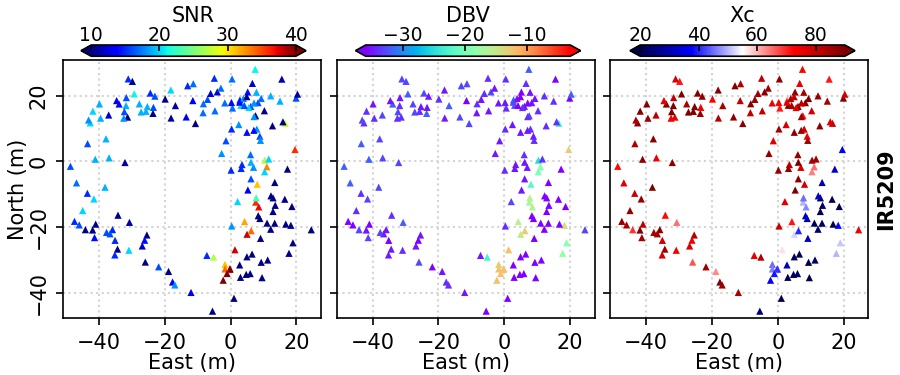 SNR DBV Xc
10 20 30 40 −30 −20 −10 20 40 60 80
20
0
−20
−40
North (m)
IR5209
−40 −20 0 20 −40 −20 0 20 −40 −20 0 20
East (m) East (m) East (m)